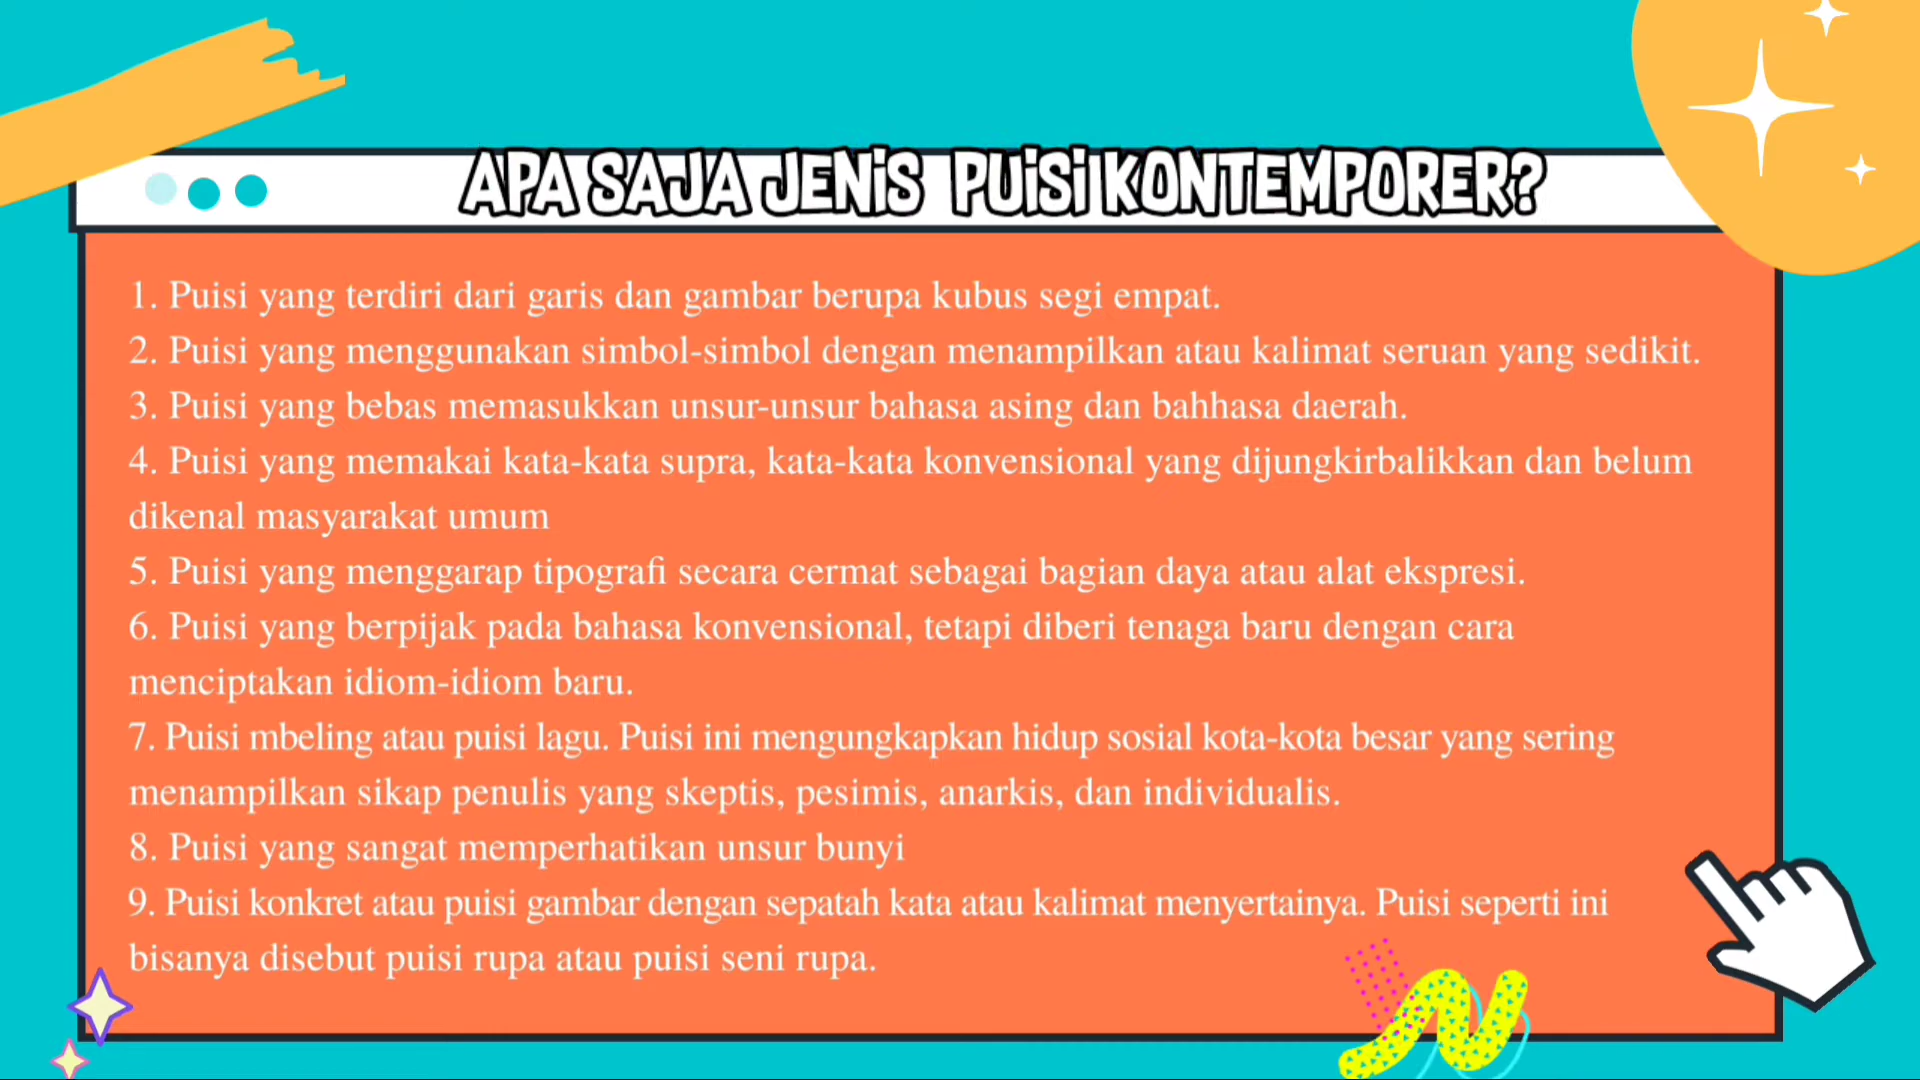 APA SAJA JENIS PUISI KONTEMPORER?
1. Puisi yang terdiri dari garis dan gambar berupa kubus segi empat.
2. Puisi yang menggunakan simbol-simbol dengan menampilkan atau kalimat seruan yang sedikit.
3. Puisi yang bebas memasukkan unsur-unsur bahasa asing dan bahhasa daerah.
4. Puisi yang memakai kata-kata supra, kata-kata konvensional yang dijungkirbalikkan dan belum
dikenal masyarakat umum
5. Puisi yang menggarap tipografi secara cermat sebagai bagian daya atau alat ekspresi.
6. Puisi yang berpijak pada bahasa konvensional, tetapi diberi tenaga baru dengan cara
menciptakan idiom-idiom baru.
7. Puisi mbeling atau puisi lagu. Puisi ini mengungkapkan hidup sosial kota-kota besar yang sering
menampilkan sikap penulis yang skeptis, pesimis, anarkis, dan individualis.
8. Puisi yang sangat memperhatikan unsur bunyi
9. Puisi konkret atau puisi gambar dengan sepatah kata atau kalimat menyertainya. Puisi seperti ini
bisanya disebut puisi rupa atau puisi seni rupa.